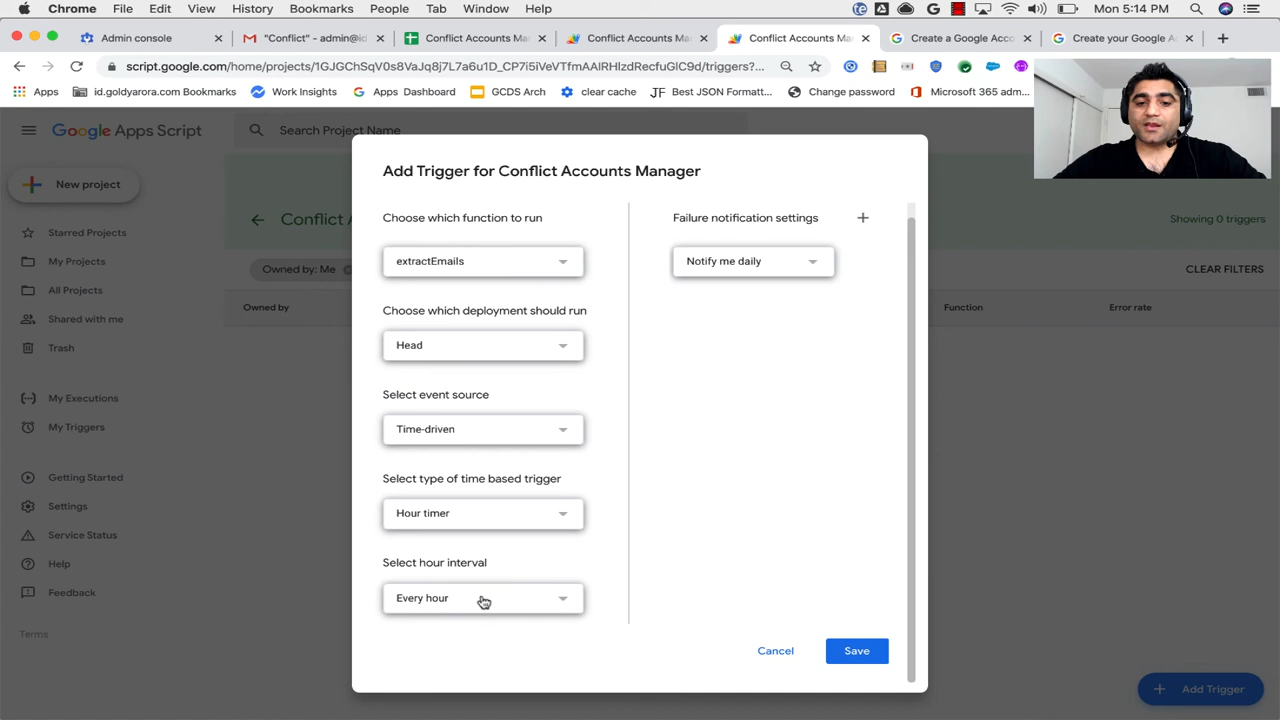 Chrome File Edit View History Bookmarks People Tab Window Help
Mon 5:14 PM
Admin console
"Conflict" - admin@id
Conflict Accounts Ma
Conflict Accounts Ma
Conflict Accounts Ma
Create a Google Acco
Create your Google A
script.google.com/home/projects/1GJGChSqV0s8VaJq8j7L7a6u1D_CP7i5iVeVTfmAAlRHlzdRecfuGlC9d/triggers?...
Apps
id.goldyarora.com Bookmarks
Work Insights
Apps Dashboard
GCDS Arch
clear cache
JF Best JSON Formatt...
Change password
Microsoft 365 adm...
Google Apps Script
Search Project Name
New project
Starred Projects
My Projects
All Projects
Shared with me
Trash
My Executions
My Triggers
Getting Started
Settings
Service Status
Help
Feedback
Terms
Conflict A
Showing 0 triggers
Owned by: Me
CLEAR FILTERS
Owned by
Function
Error rate
Add Trigger for Conflict Accounts Manager
Choose which function to run
extractEmails
Choose which deployment should run
Head
Select event source
Time-driven
Select type of time based trigger
Hour timer
Select hour interval
Every hour
Failure notification settings
Notify me daily
Cancel
Save
Add Trigger